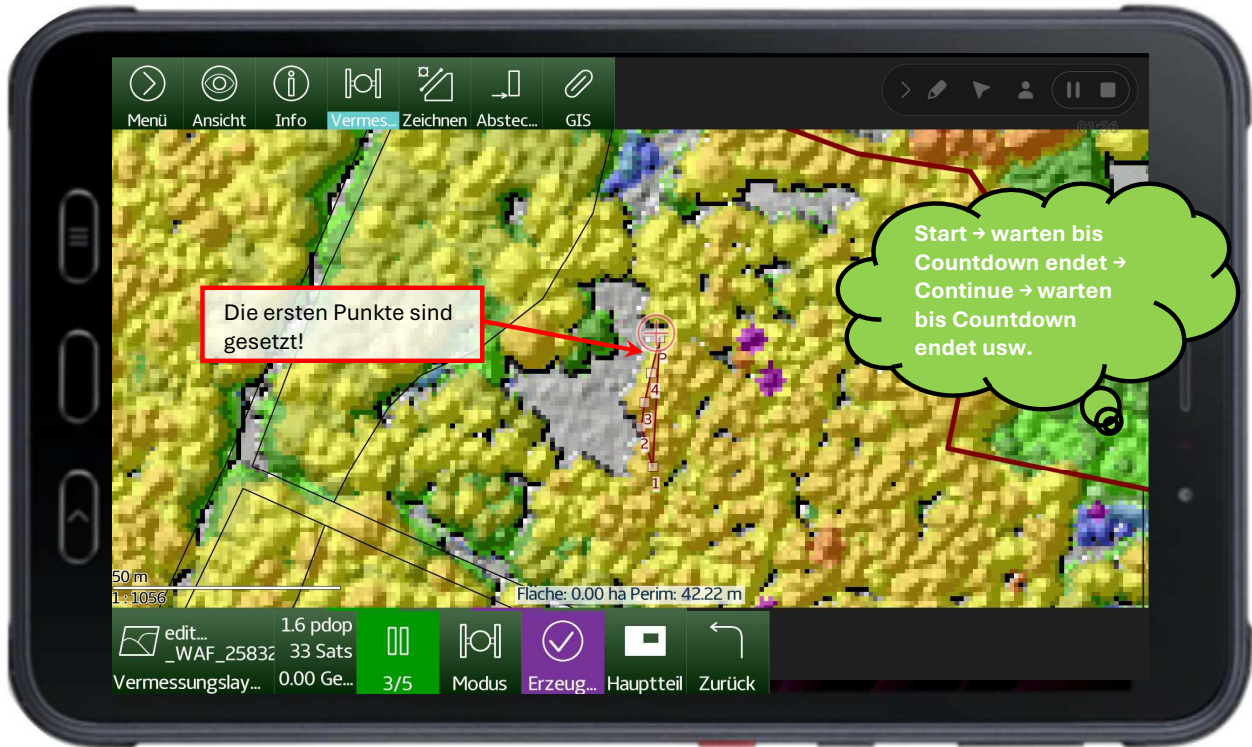 Menü Ansicht Info Vermes... Zeichnen Abstec... GIS
01:36
Start → warten bis
Countdown endet →
Continue → warten
bis Countdown
endet usw.
Die ersten Punkte sind
gesetzt!
P
4
3
2
1
50 m
1:1056
Fläche: 0.00 ha Perim: 42.22 m
edit...
_WAF_25832
Vermessungslay...
1.6 pdop
33 Sats
0.00 Ge...
3/5
Modus
Erzeug...
Hauptteil
Zurück